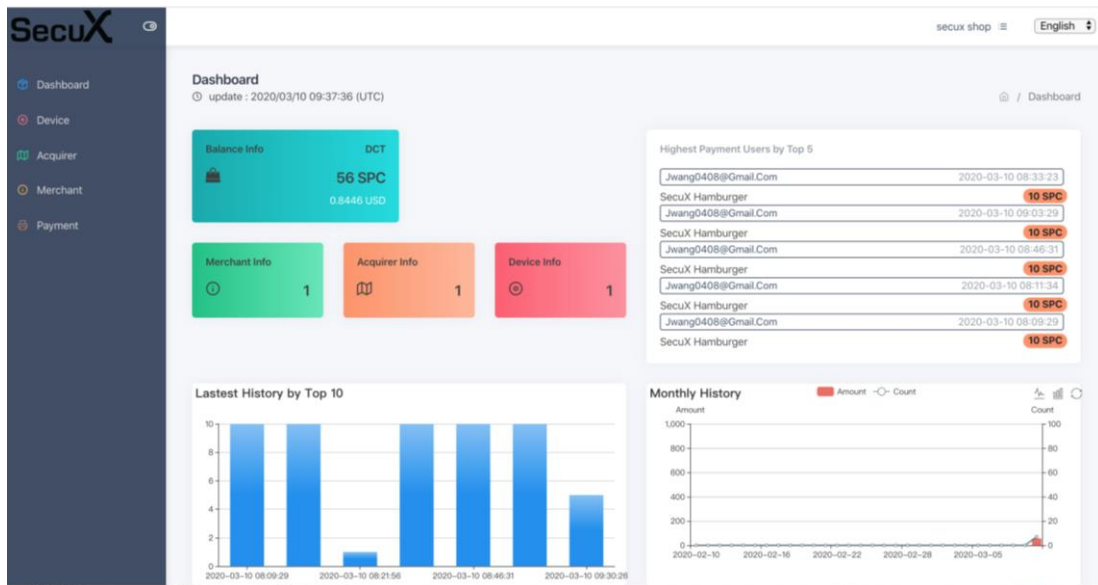 SecuX
secux shop
English
Dashboard
Device
Acquirer
Merchant
Payment
Dashboard
update : 2020/03/10 09:37:36 (UTC)
/ Dashboard
Balance Info DCT
56 SPC
0.8446 USD
Merchant Info
1
Acquirer Info
1
Device Info
1
Highest Payment Users by Top 5
Jwang0408@Gmail.Com 2020-03-10 08:33:23
SecuX Hamburger 10 SPC
Jwang0408@Gmail.Com 2020-03-10 09:03:29
SecuX Hamburger 10 SPC
Jwang0408@Gmail.Com 2020-03-10 08:46:31
SecuX Hamburger 10 SPC
Jwang0408@Gmail.Com 2020-03-10 08:11:34
SecuX Hamburger 10 SPC
Jwang0408@Gmail.Com 2020-03-10 08:09:29
SecuX Hamburger 10 SPC
Lastest History by Top 10
10
8
6
4
2
0
2020-03-10 08:09:29 2020-03-10 08:21:56 2020-03-10 08:46:31 2020-03-10 09:30:28
Monthly History
Amount Count
Amount Count
1,000 100
800 80
600 60
400 40
200 20
0 0
2020-02-10 2020-02-16 2020-02-22 2020-02-28 2020-03-05